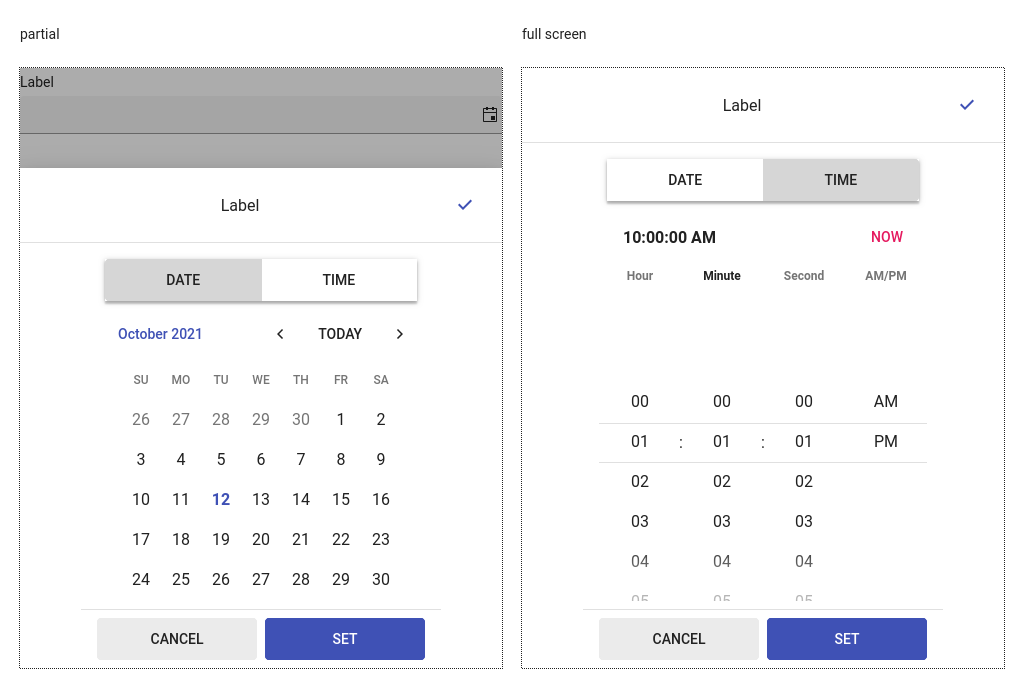 partial
Label
Label
DATE TIME
October 2021 TODAY
SU MO TU WE TH FR SA
26 27 28 29 30 1 2
3 4 5 6 7 8 9
10 11 12 13 14 15 16
17 18 19 20 21 22 23
24 25 26 27 28 29 30
CANCEL SET
full screen
Label
DATE TIME
10:00:00 AM NOW
Hour Minute Second AM/PM
00 00 00 AM
01 : 01 : 01 PM
02 02 02
03 03 03
04 04 04
05 05 05
CANCEL SET